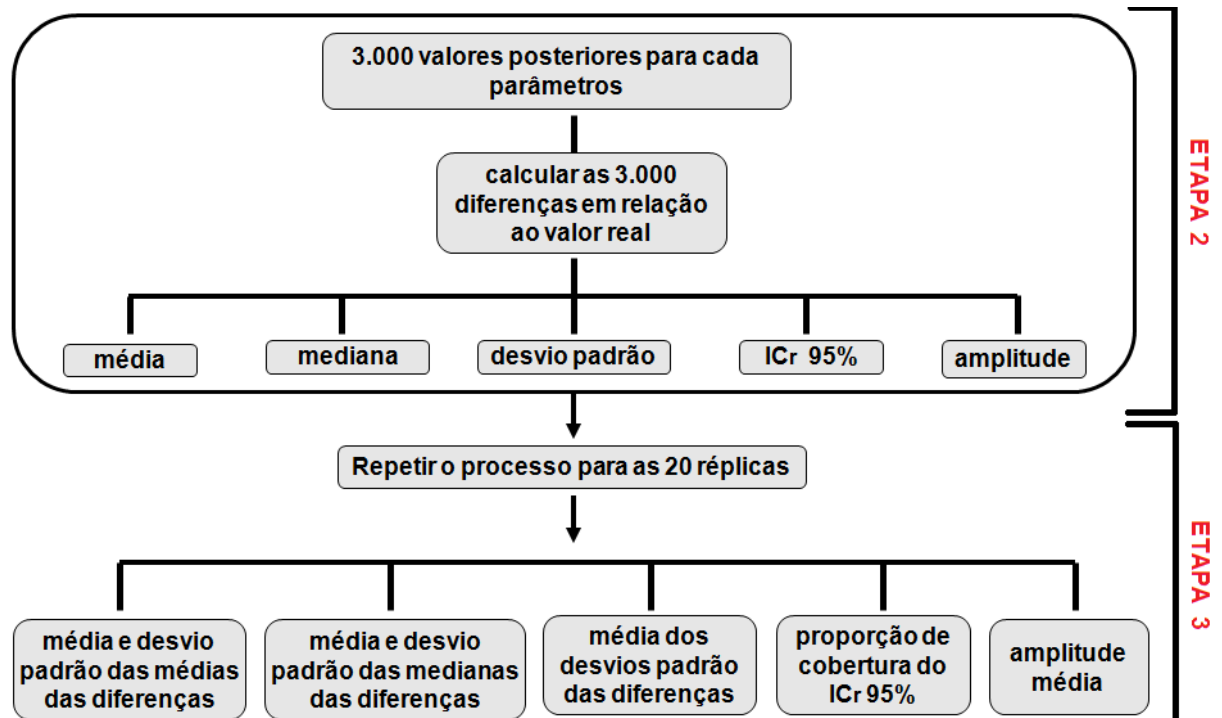 3.000 valores posteriores para cada
parâmetros
calcular as 3.000
diferenças em relação
ao valor real
média
mediana
desvio padrão
ICr 95%
amplitude
ETAPA 2
Repetir o processo para as 20 réplicas
média e desvio
padrão das médias
das diferenças
média e desvio
padrão das medianas
das diferenças
média dos
desvios padrão
das diferenças
proporção de
cobertura do
ICr 95%
amplitude
média
ETAPA 3